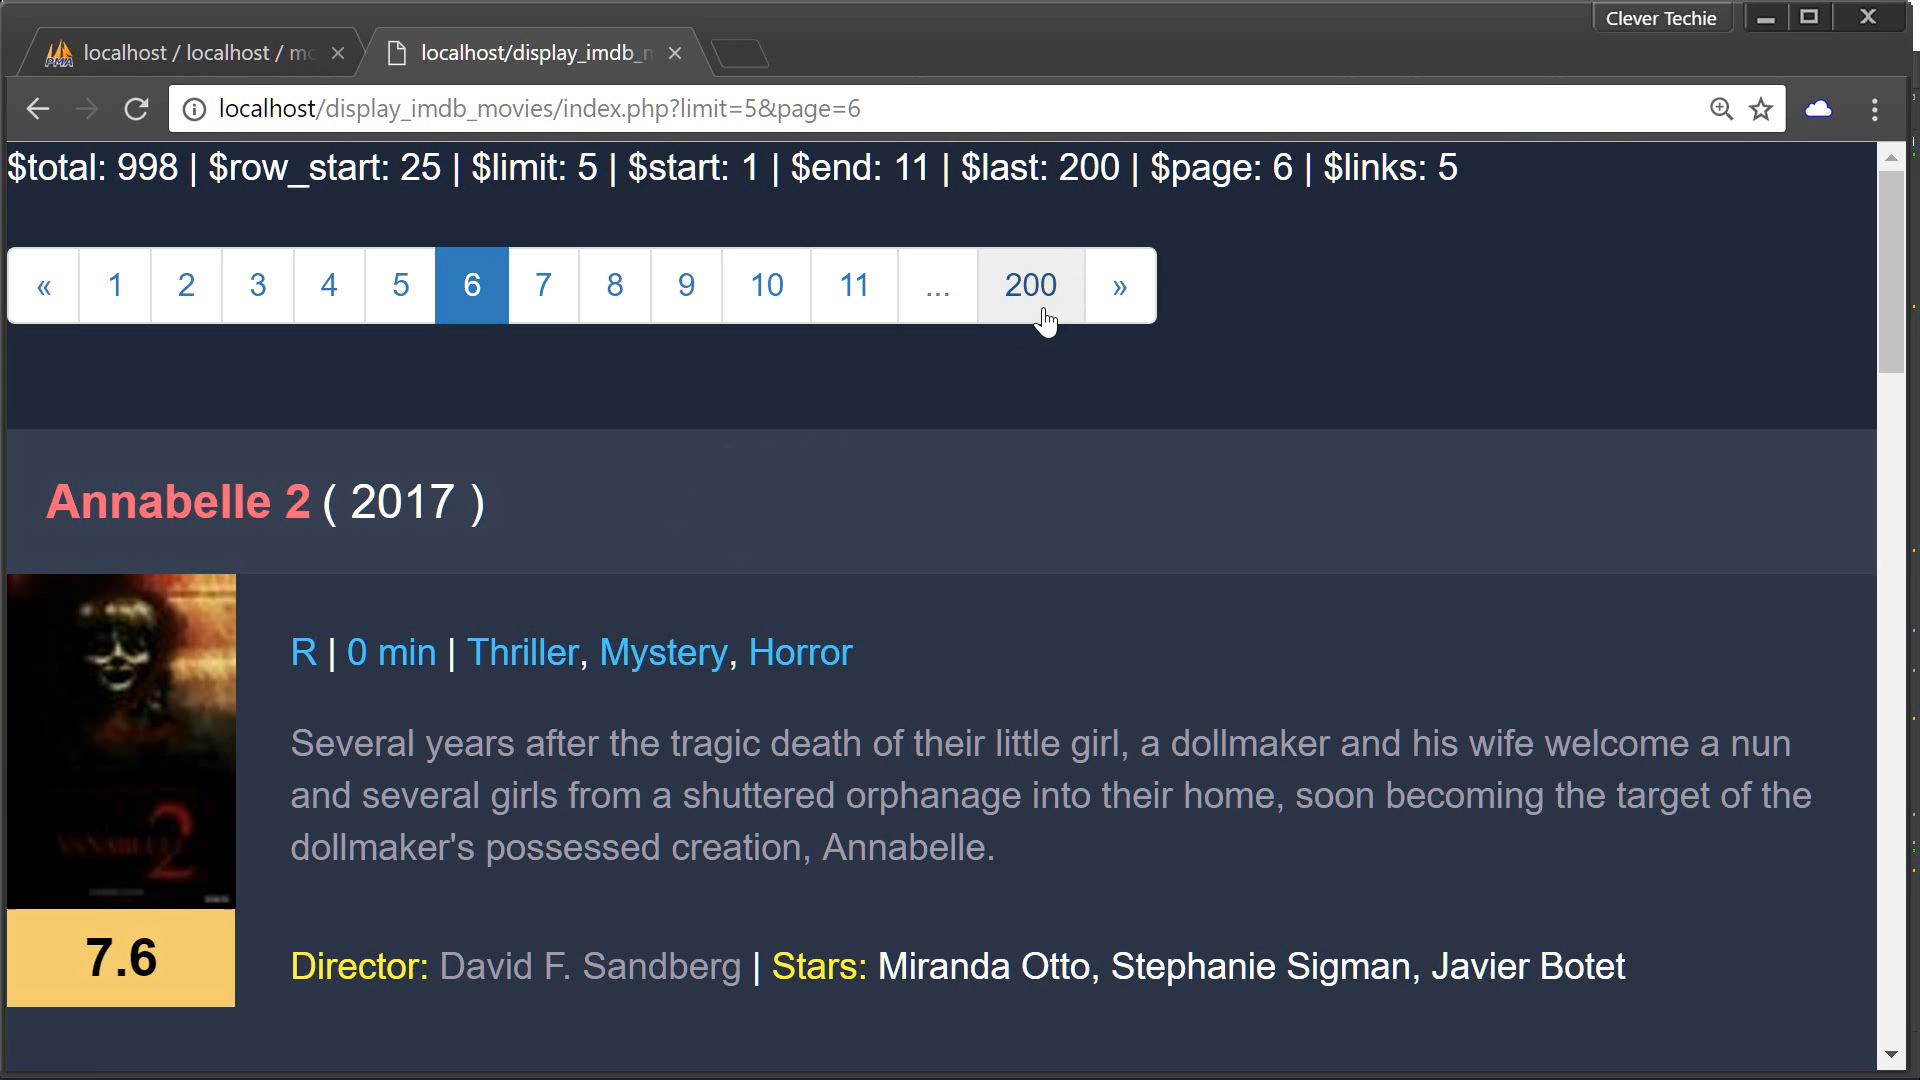 Clever Techie
localhost / localhost / mo
localhost/display_imdb_m
localhost/display_imdb_movies/index.php?limit=5&page=6
$total: 998 | $row_start: 25 | $limit: 5 | $start: 1 | $end: 11 | $last: 200 | $page: 6 | $links: 5
« 1 2 3 4 5 6 7 8 9 10 11 ... 200 »
Annabelle 2 ( 2017 )
R | 0 min | Thriller, Mystery, Horror
Several years after the tragic death of their little girl, a dollmaker and his wife welcome a nun
and several girls from a shuttered orphanage into their home, soon becoming the target of the
dollmaker's possessed creation, Annabelle.
ANNABELLE 2
7.6
Director: David F. Sandberg | Stars: Miranda Otto, Stephanie Sigman, Javier Botet